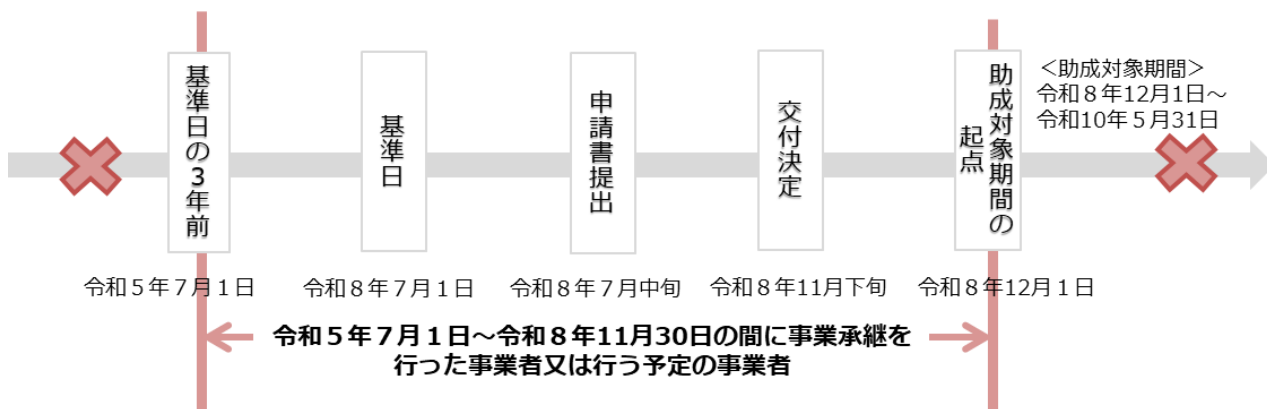 基準日の3年前
基準日
申請書提出
交付決定
助成対象期間の
起点
＜助成対象期間＞
令和８年12月1日～
令和10年５月31日
令和５年７月１日
令和８年７月１日
令和８年７月中旬
令和８年11月下旬
令和８年12月１日
令和５年７月１日～令和８年11月30日の間に事業承継を
行った事業者又は行う予定の事業者